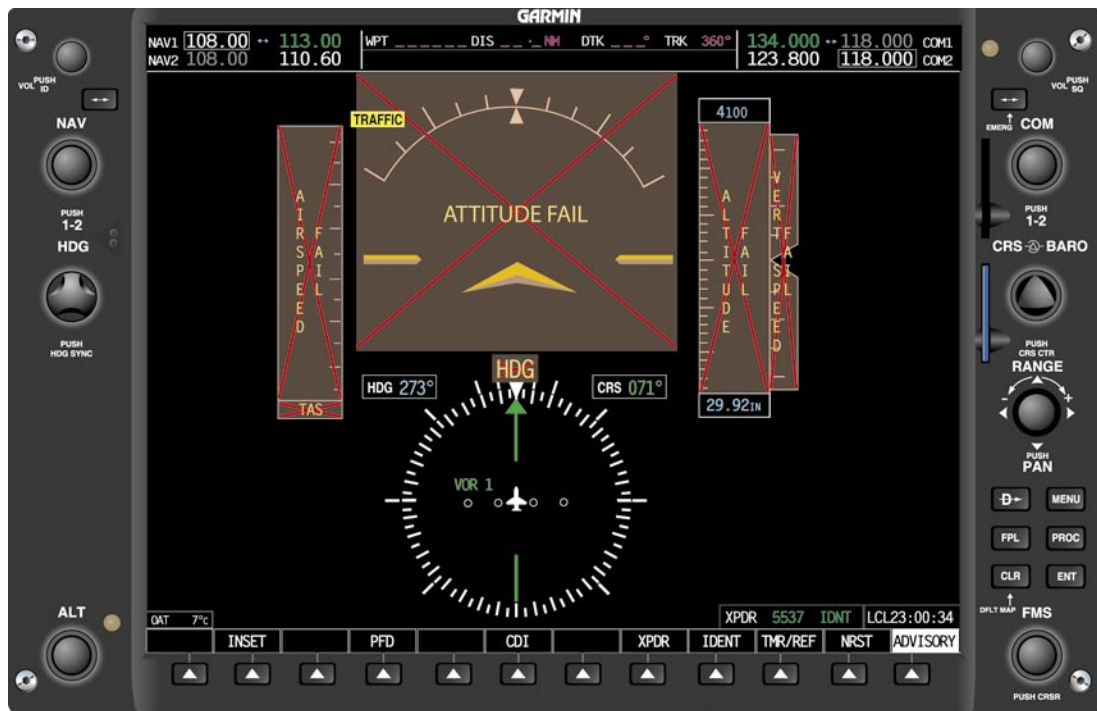 GARMIN
NAV1 108.00 ↔ 113.00 WPT _ _ _ _ _ _ DIS _ _ . _ NM DTK _ _ _° TRK 360° 134.000 ↔ 118.000 COM1
NAV2 108.00 110.60 123.800 118.000 COM2
VOL PUSH ID
VOL PUSH SQ
EMERG
NAV
COM
PUSH
1-2
PUSH
1-2
HDG
CRS BARO
PUSH
HDG SYNC
PUSH
CRS CTR
RANGE
- +
PUSH
PAN
D
MENU
FPL
PROC
CLR
ENT
DFLT MAP
FMS
PUSH CRSR
ALT
TRAFFIC
4100
ATTITUDE FAIL
AIRSPEED
FAIL
ALTITUDE
FAIL
VERT SPEED
FAIL
TAS
29.92IN
HDG
HDG 273°
CRS 071°
VOR 1
OAT 7°C
XPDR 5537 IDNT LCL23:00:34
INSET PFD CDI XPDR IDENT TMR/REF NRST ADVISORY